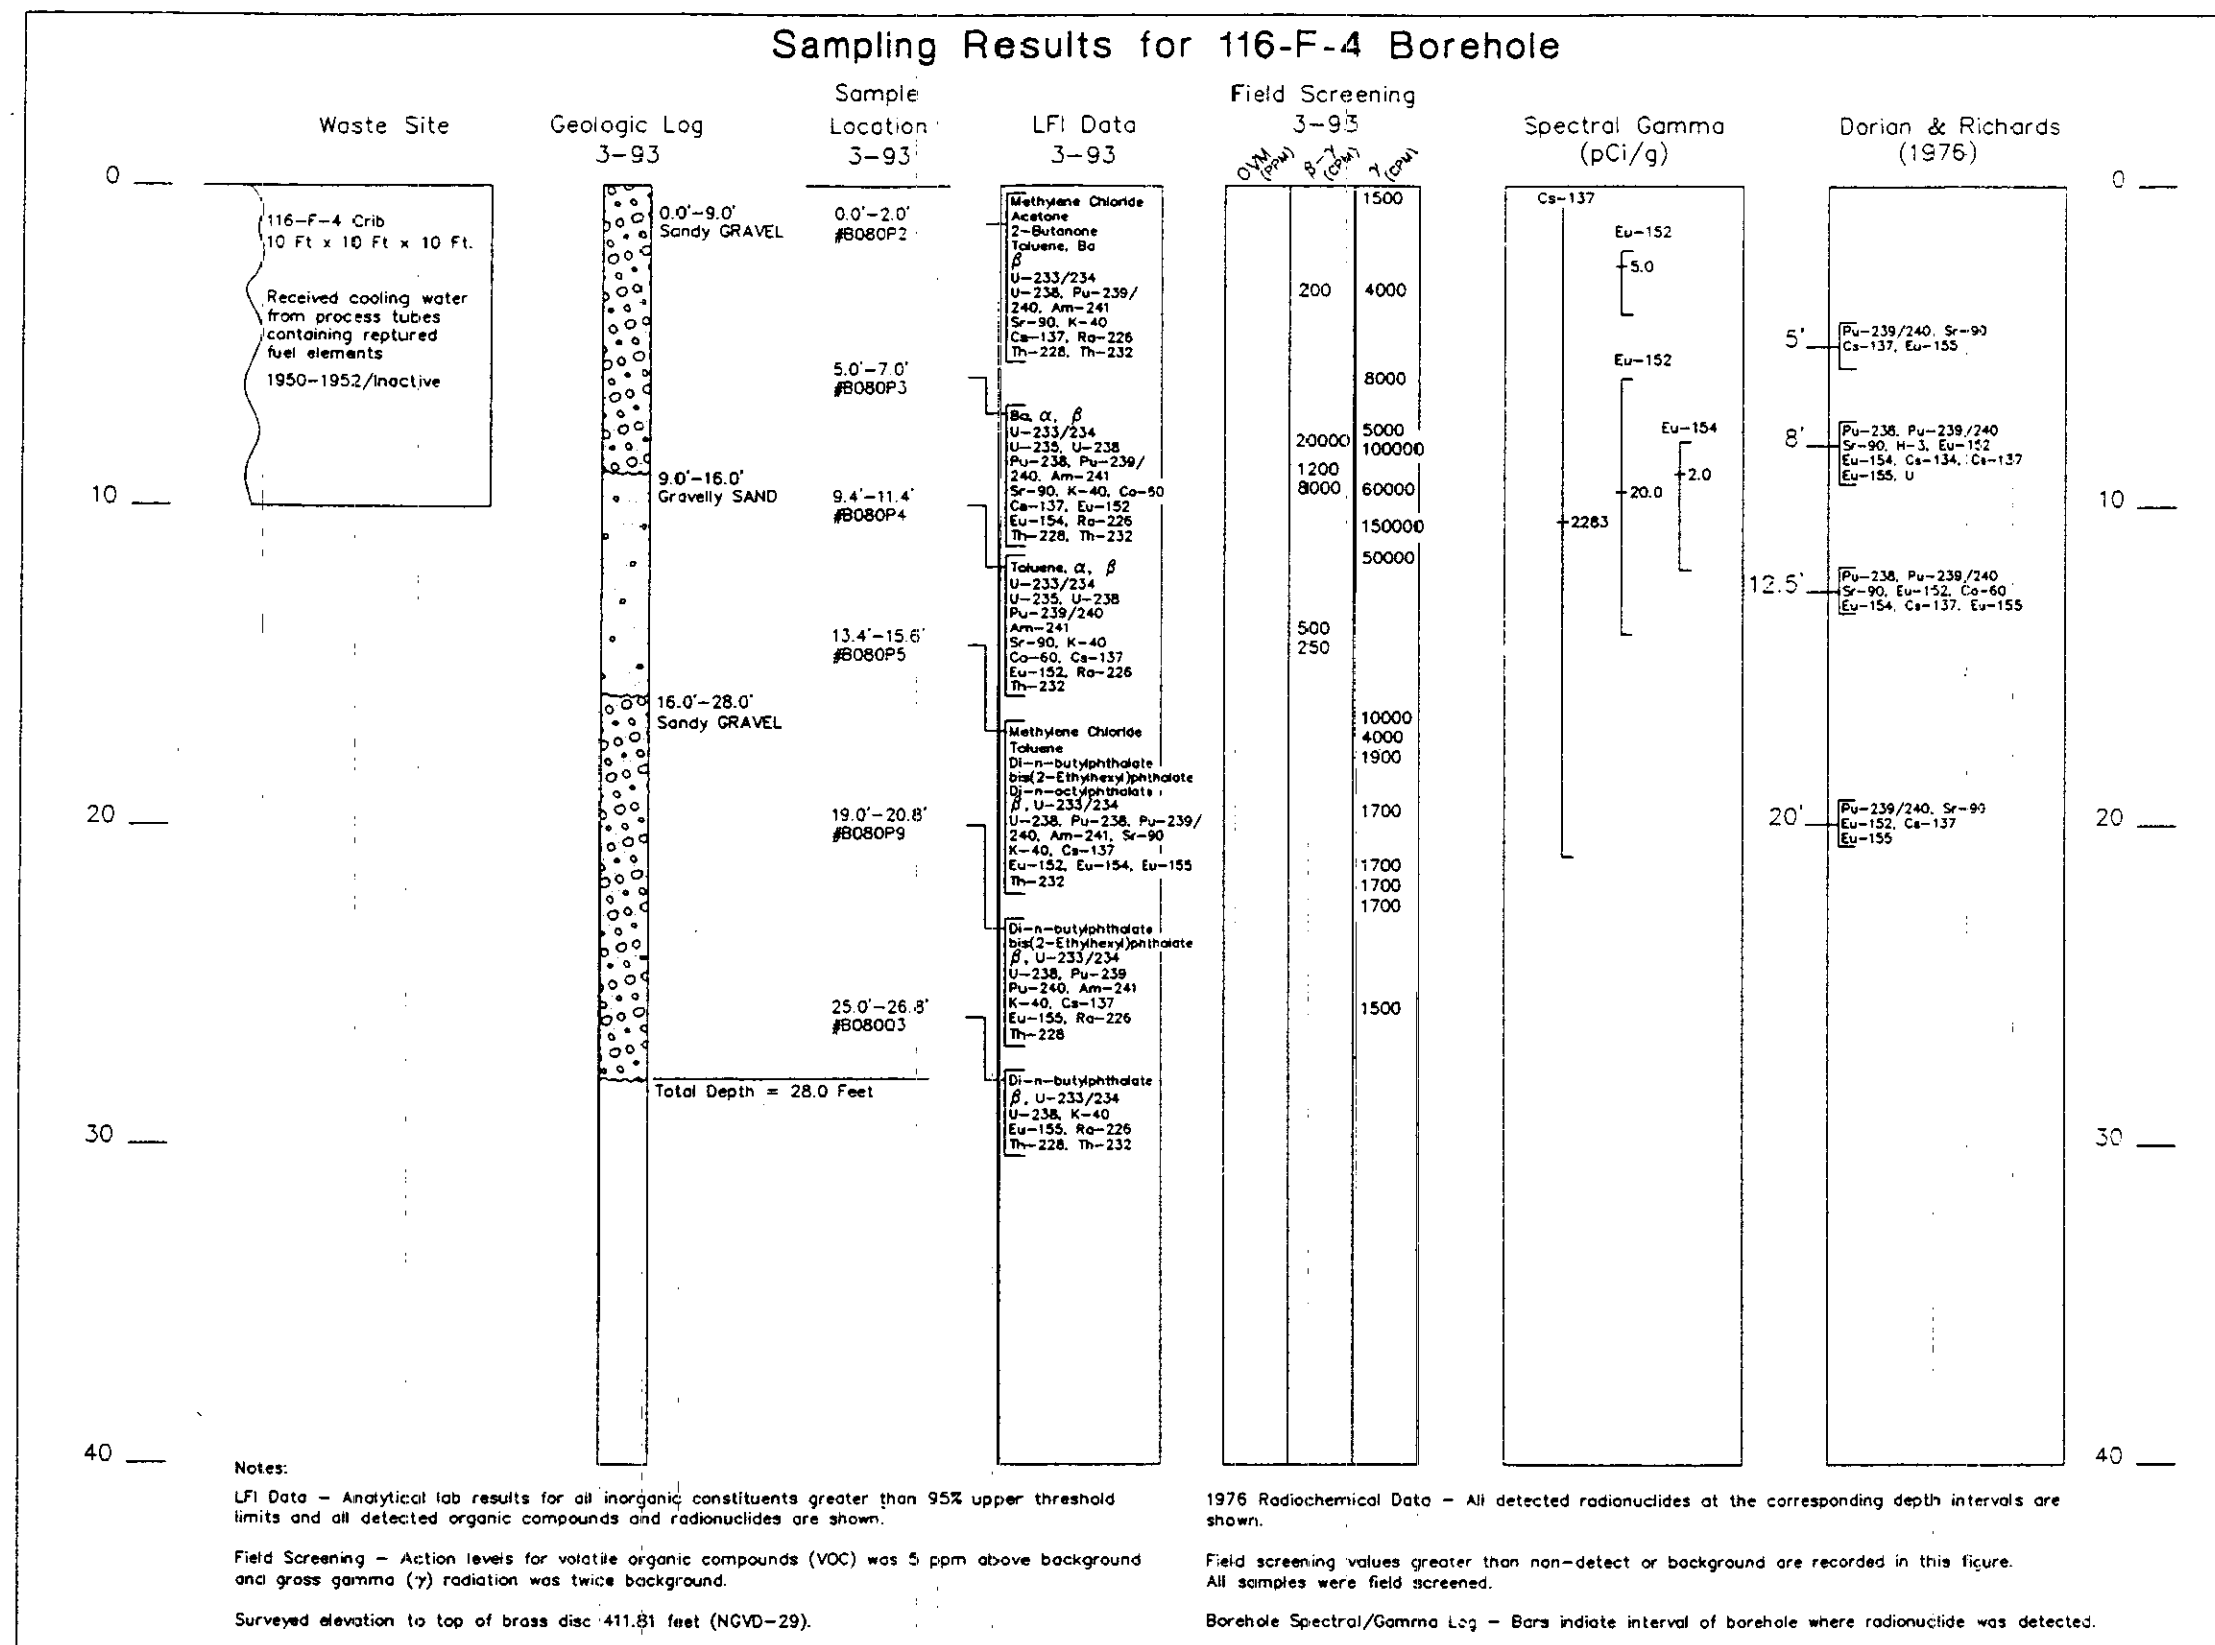 Sampling Results for 116-F-4 Borehole
Waste Site
Geologic Log
3-93
Sample
Location
3-93
LFI Data
3-93
Field Screening
3-93
OVM
(PPM)
β-γ
(CPM)
γ
(CPM)
Spectral Gamma
(pCi/g)
Dorian & Richards
(1976)
0
10
20
30
40
116-F-4 Crib
10 Ft x 10 Ft x 10 Ft.
Received cooling water
from process tubes
containing reptured
fuel elements
1950-1952/Inactive
0.0'-9.0'
Sandy GRAVEL
9.0'-16.0'
Gravelly SAND
16.0'-28.0'
Sandy GRAVEL
Total Depth = 28.0 Feet
0.0'-2.0'
#B080P2
5.0'-7.0'
#B080P3
9.4'-11.4'
#B080P4
13.4'-15.6'
#B080P5
19.0'-20.8'
#B080P9
25.0'-26.8'
#B080Q3
Methylene Chloride
Acetone
2-Butanone
Toluene, Ba
β
U-233/234
U-238, Pu-239/
240, Am-241
Sr-90, K-40
Cs-137, Ra-226
Th-228, Th-232
Ba, α, β
U-233/234
U-235, U-238
Pu-238, Pu-239/
240, Am-241
Sr-90, K-40, Co-60
Cs-137, Eu-152
Eu-154, Ra-226
Th-228, Th-232
Toluene, α, β
U-233/234
U-235, U-238
Pu-239/240
Am-241
Sr-90, K-40
Co-60, Cs-137
Eu-152, Ra-226
Th-232
Methylene Chloride
Toluene
Di-n-butylphthalate
bis(2-Ethylhexyl)phthalate
Di-n-octylphthalate
β, U-233/234
U-238, Pu-238, Pu-239/
240, Am-241, Sr-90
K-40, Cs-137
Eu-152, Eu-154, Eu-155
Th-232
Di-n-butylphthalate
bis(2-Ethylhexyl)phthalate
β, U-233/234
U-238, Pu-239
Pu-240, Am-241
K-40, Cs-137
Eu-155, Ra-226
Th-228
Di-n-butylphthalate
β, U-233/234
U-238, K-40
Eu-155, Ra-226
Th-228, Th-232
200
20000
1200
8000
500
250
1500
4000
8000
5000
100000
60000
150000
50000
10000
4000
1900
1700
1700
1700
1700
1500
Cs-137
2283
Eu-152
5.0
Eu-152
20.0
Eu-154
2.0
5'
Pu-239/240, Sr-90
Cs-137, Eu-155
8'
Pu-238, Pu-239/240
Sr-90, H-3, Eu-152
Eu-154, Cs-134, Cs-137
Eu-155, U
12.5'
Pu-238, Pu-239/240
Sr-90, Eu-152, Co-60
Eu-154, Cs-137, Eu-155
20'
Pu-239/240, Sr-90
Eu-152, Cs-137
Eu-155
0
10
20
30
40
Notes:
LFI Data - Analytical lab results for all inorganic constituents greater than 95% upper threshold
limits and all detected organic compounds and radionuclides are shown.
Field Screening - Action levels for volatile organic compounds (VOC) was 5 ppm above background
and gross gamma (γ) radiation was twice background.
Surveyed elevation to top of brass disc 411.81 feet (NGVD-29).
1976 Radiochemical Data - All detected radionuclides at the corresponding depth intervals are
shown.
Field screening values greater than non-detect or background are recorded in this figure.
All samples were field screened.
Borehole Spectral/Gamma Log - Bars indiate interval of borehole where radionuclide was detected.